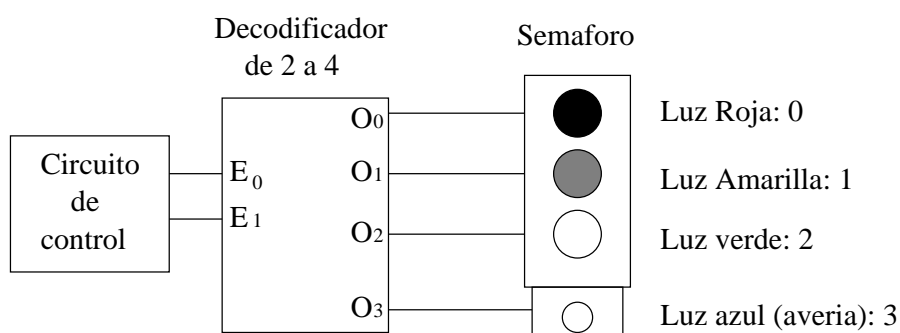 Decodificador
de 2 a 4
Semaforo
Circuito
de
control
E0
E1
O0
O1
O2
O3
Luz Roja: 0
Luz Amarilla: 1
Luz verde: 2
Luz azul (averia): 3